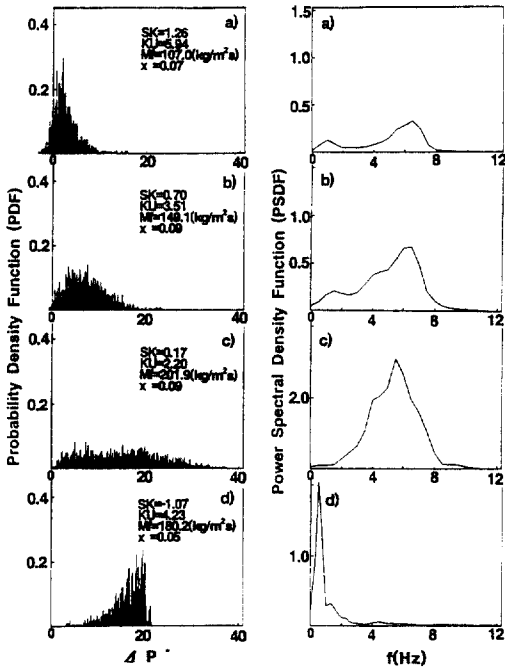 a)
0.4
SK=1.26
KU=5.94
Mf=107.0(kg/m²s)
x =0.07
0.2
0
20
40
b)
0.4
SK=0.70
KU=3.51
Mf=149.1(kg/m²s)
x =0.09
0.2
0
20
40
c)
0.4
SK=0.17
KU=2.20
Mf=201.9(kg/m²s)
x =0.09
0.2
0
20
40
d)
0.4
SK=-1.07
KU=4.23
Mf=180.2(kg/m²s)
x =0.05
0.2
0
20
40
Probability Density Function (PDF)
⊿ P*
a)
1.5
0.5
0
4
8
12
b)
1.0
0.5
0
4
8
12
c)
2.0
0
4
8
12
d)
1.0
0
4
8
12
Power Spectral Density Function (PSDF)
f(Hz)